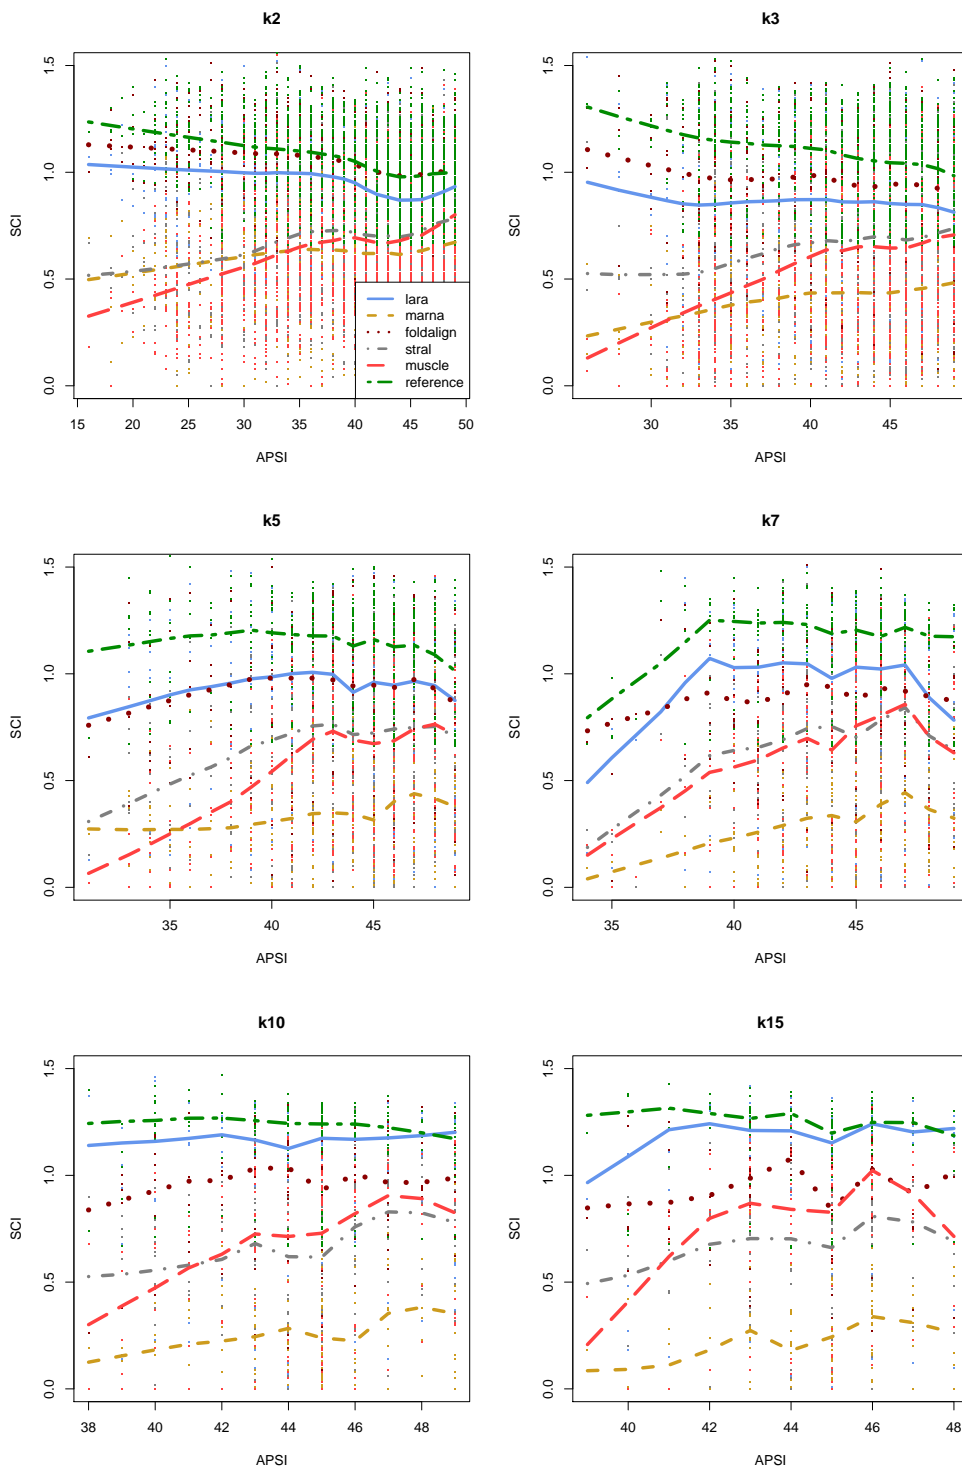 k2
SCI
0.0 0.5 1.0 1.5
lara
marna
foldalign
stral
muscle
reference
15 20 25 30 35 40 45 50
APSI
k3
SCI
0.0 0.5 1.0 1.5
30 35 40 45
APSI
k5
SCI
0.0 0.5 1.0 1.5
35 40 45
APSI
k7
SCI
0.0 0.5 1.0 1.5
35 40 45
APSI
k10
SCI
0.0 0.5 1.0 1.5
38 40 42 44 46 48
APSI
k15
SCI
0.0 0.5 1.0 1.5
40 42 44 46 48
APSI